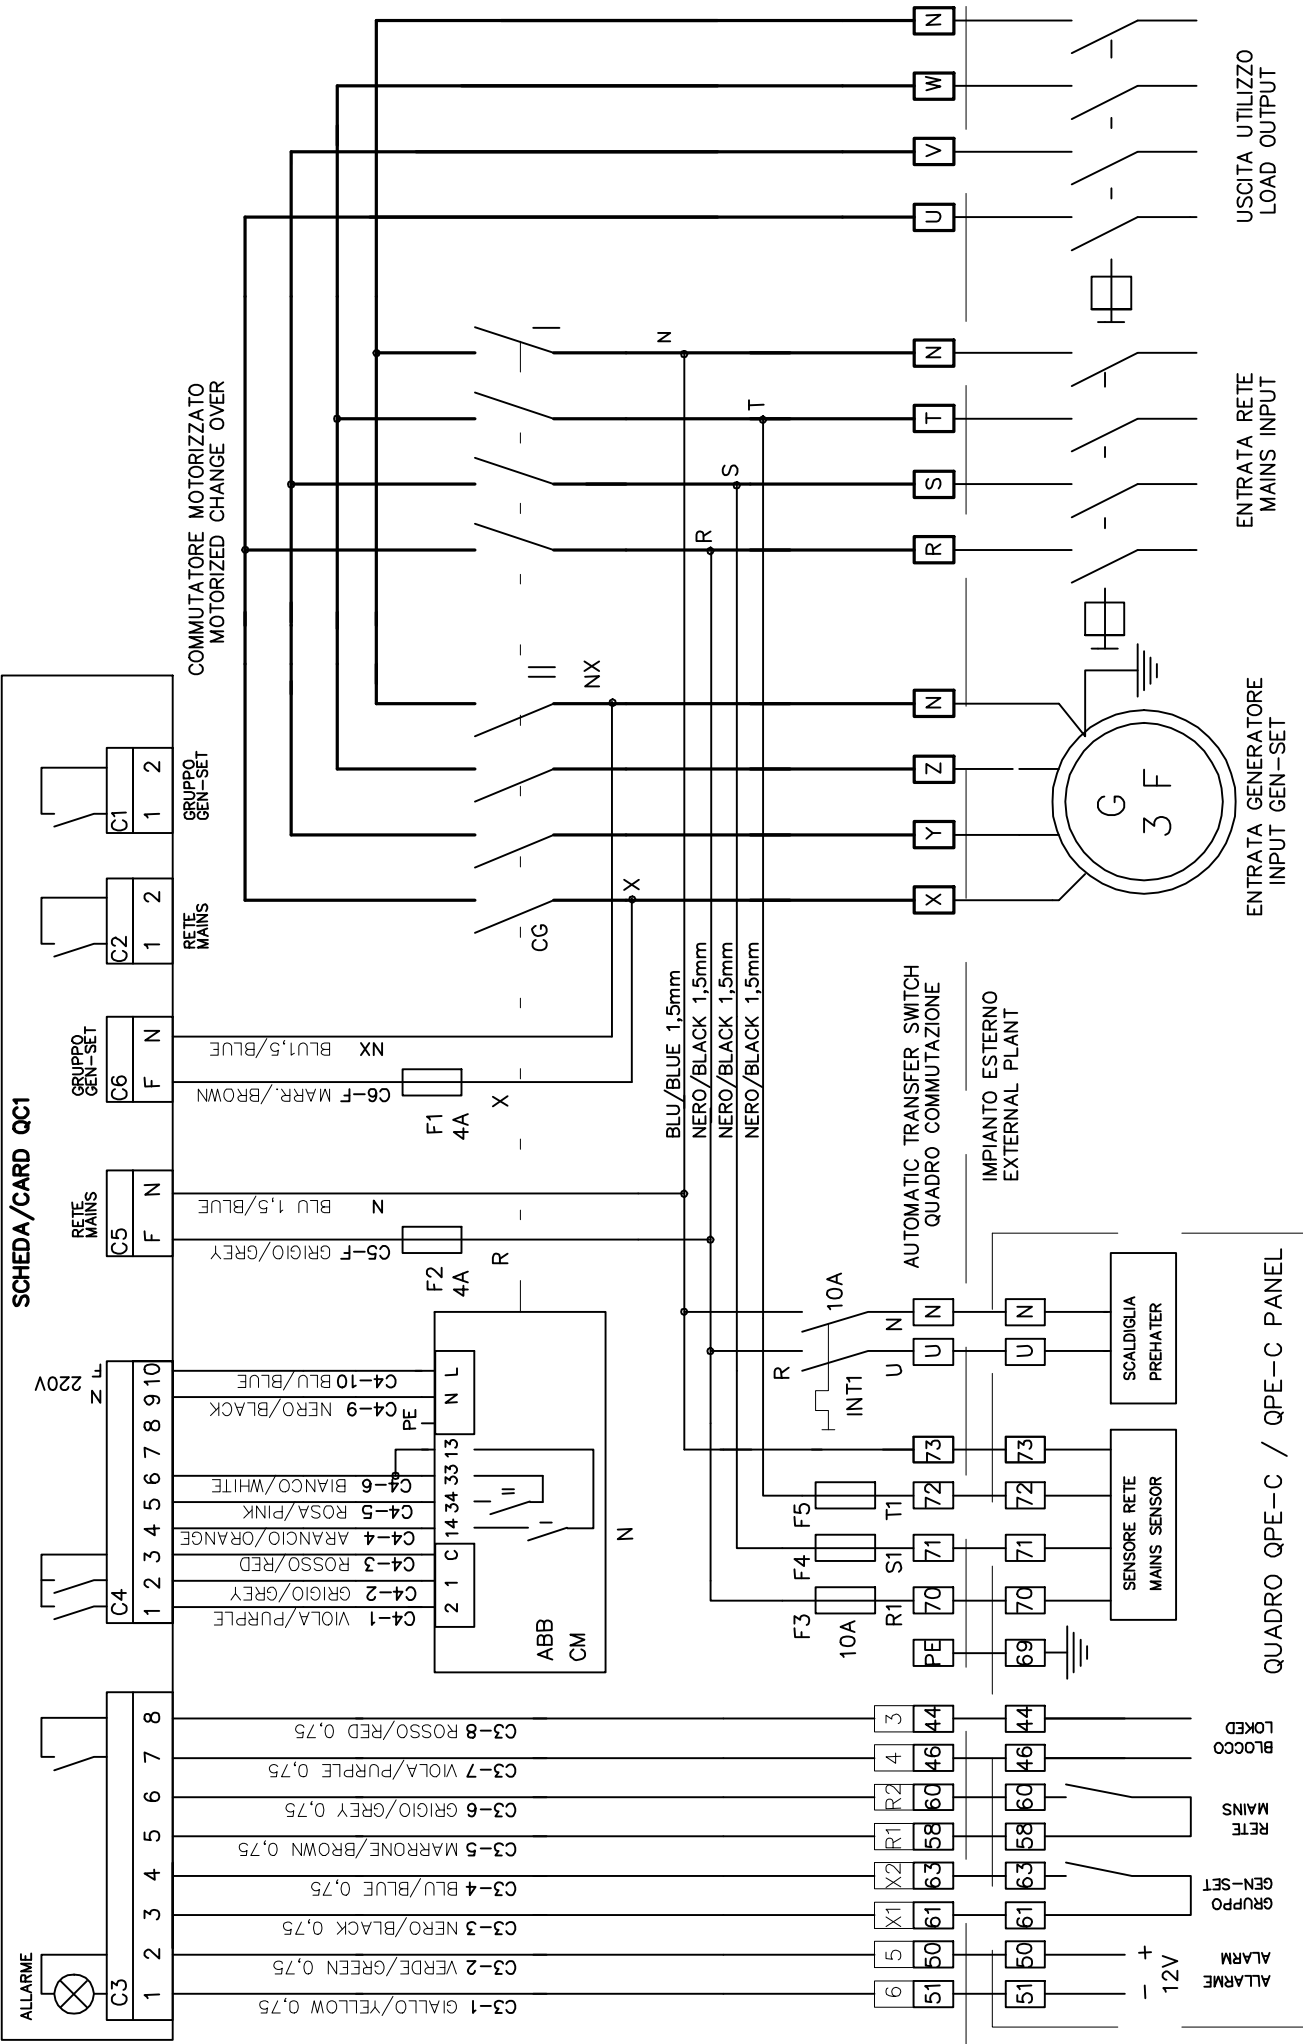 SCHEDA/CARD QC1
ALLARME
C3
1 2 3 4 5 6 7 8
C4
1 2 3 4 5 6 7 8 9 10
N F
220V
RETE
MAINS
C5
F N
GRUPPO
GEN-SET
C6
F N
RETE
MAINS
C2
1 2
GRUPPO
GEN-SET
C1
1 2
COMMUTATORE MOTORIZZATO
MOTORIZED CHANGE OVER
C3-1 GIALLO/YELLOW 0,75
C3-2 VERDE/GREEN 0,75
C3-3 NERO/BLACK 0,75
C3-4 BLU/BLUE 0,75
C3-5 MARRONE/BROWN 0,75
C3-6 GRIGIO/GREY 0,75
C3-7 VIOLA/PURPLE 0,75
C3-8 ROSSO/RED 0,75
C4-1 VIOLA/PURPLE
C4-2 GRIGIO/GREY
C4-3 ROSSO/RED
C4-4 ARANCIO/ORANGE
C4-5 ROSA/PINK
C4-6 BIANCO/WHITE
C4-9 NERO/BLACK
C4-10 BLU/BLUE
PE
C5-F GRIGIO/GREY
N BLU 1,5/BLUE
C6-F MARR./BROWN
NX BLU1,5/BLUE
2 1 C 14 34 33 13 N L
I
II
ABB
CM
N
F2
4A
R
F1
4A
X
CG
II
I
X
NX
R
S
T
N
BLU/BLUE 1,5mm
NERO/BLACK 1,5mm
NERO/BLACK 1,5mm
NERO/BLACK 1,5mm
F3
10A
R1
F4
S1
F5
T1
R
INT1
10A
U
N
6 5 X1 X2 R1 R2 4 3
51 50 61 63 58 60 46 44 PE 70 71 72 73 U N
X Y Z N R S T N U V W N
AUTOMATIC TRANSFER SWITCH
QUADRO COMMUTAZIONE
IMPIANTO ESTERNO
EXTERNAL PLANT
51 50 61 63 58 60 46 44 69 70 71 72 73 U N
- +
12V
ALLARME
ALARM
GRUPPO
GEN-SET
RETE
MAINS
BLOCCO
LOKED
SENSORE RETE
MAINS SENSOR
SCALDIGLIA
PREHATER
QUADRO QPE-C / QPE-C PANEL
G
3 F
ENTRATA GENERATORE
INPUT GEN-SET
ENTRATA RETE
MAINS INPUT
USCITA UTILIZZO
LOAD OUTPUT